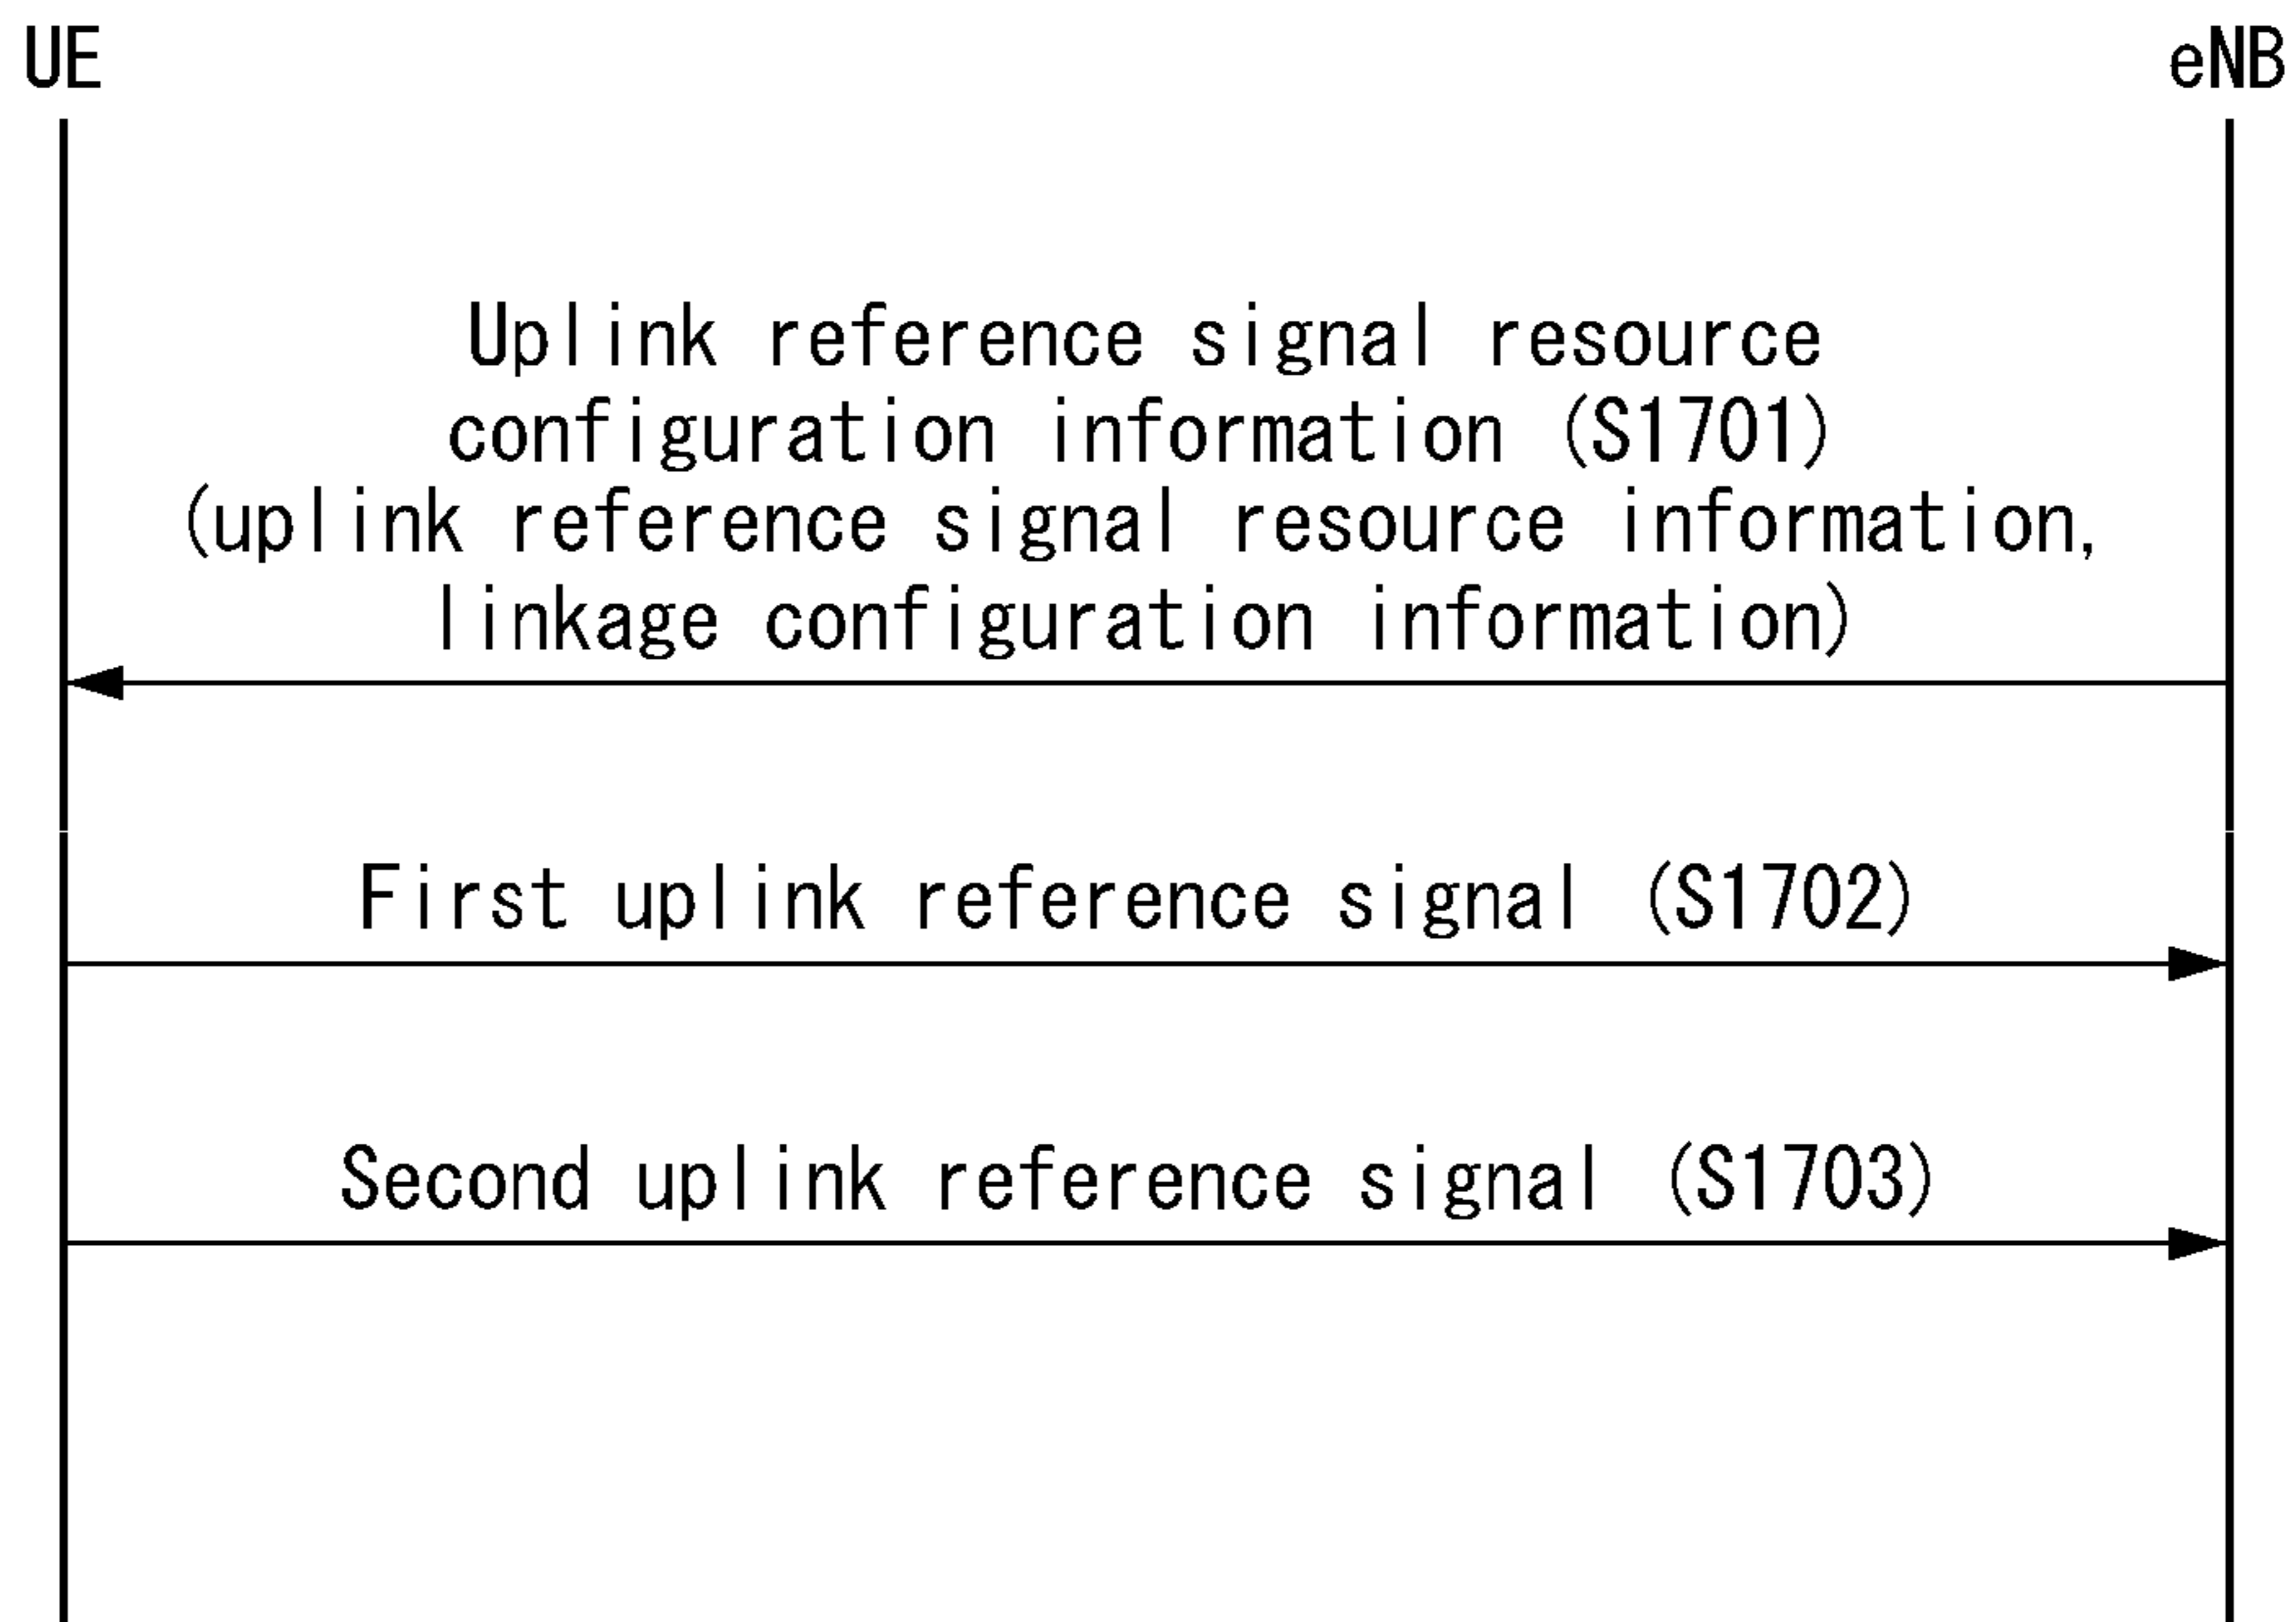 UE
eNB
Uplink reference signal resource
configuration information (S1701)
(uplink reference signal resource information,
linkage configuration information)
First uplink reference signal (S1702)
Second uplink reference signal (S1703)